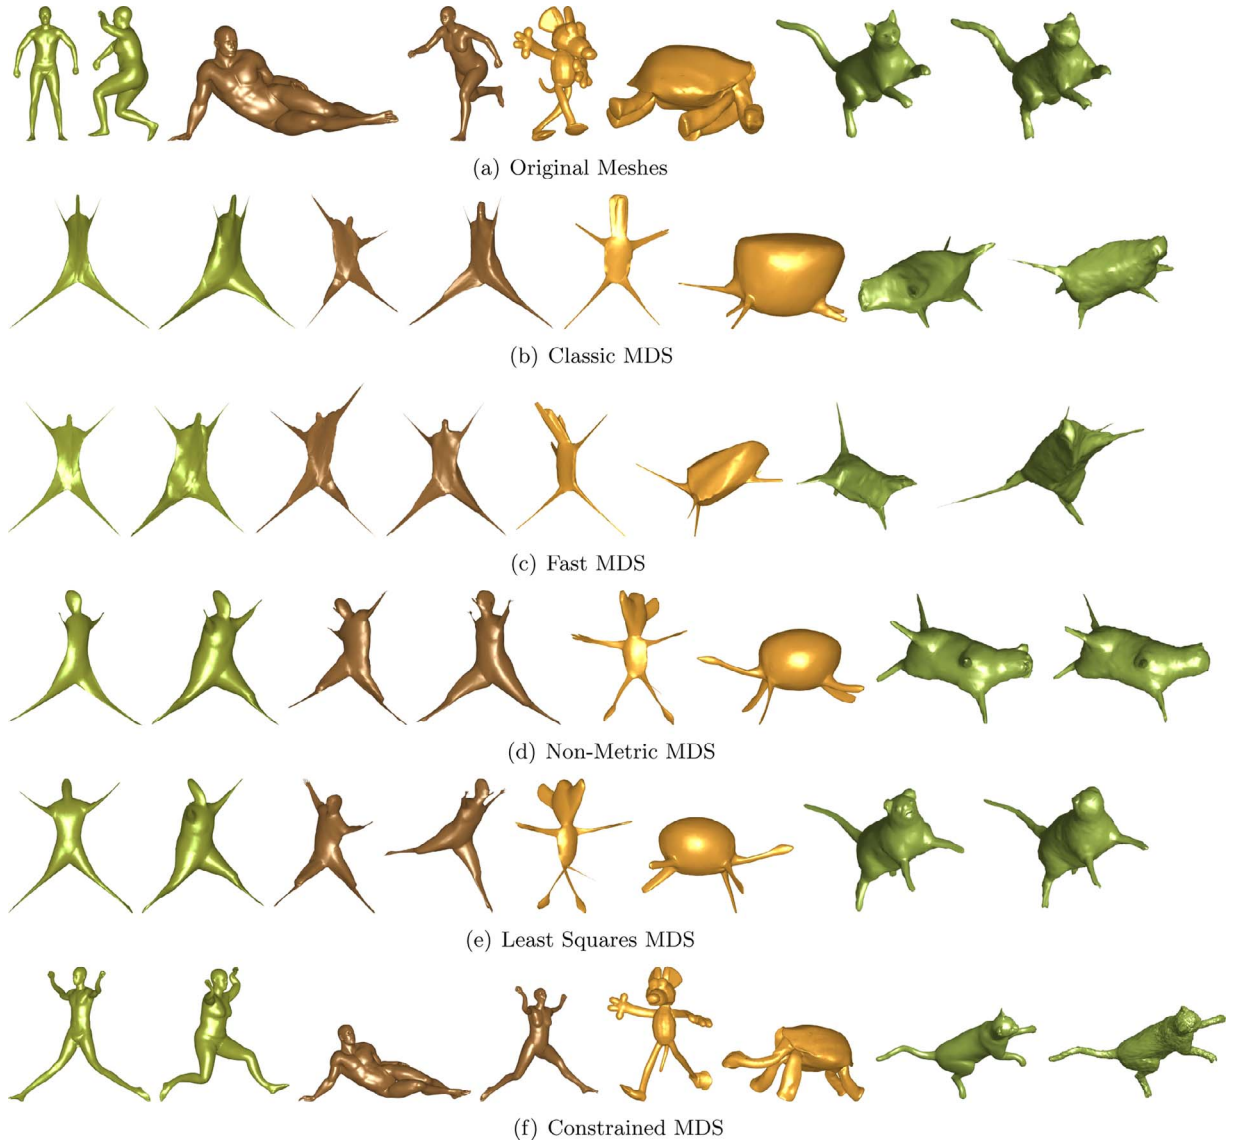 (a) Original Meshes
(b) Classic MDS
(c) Fast MDS
(d) Non-Metric MDS
(e) Least Squares MDS
(f) Constrained MDS